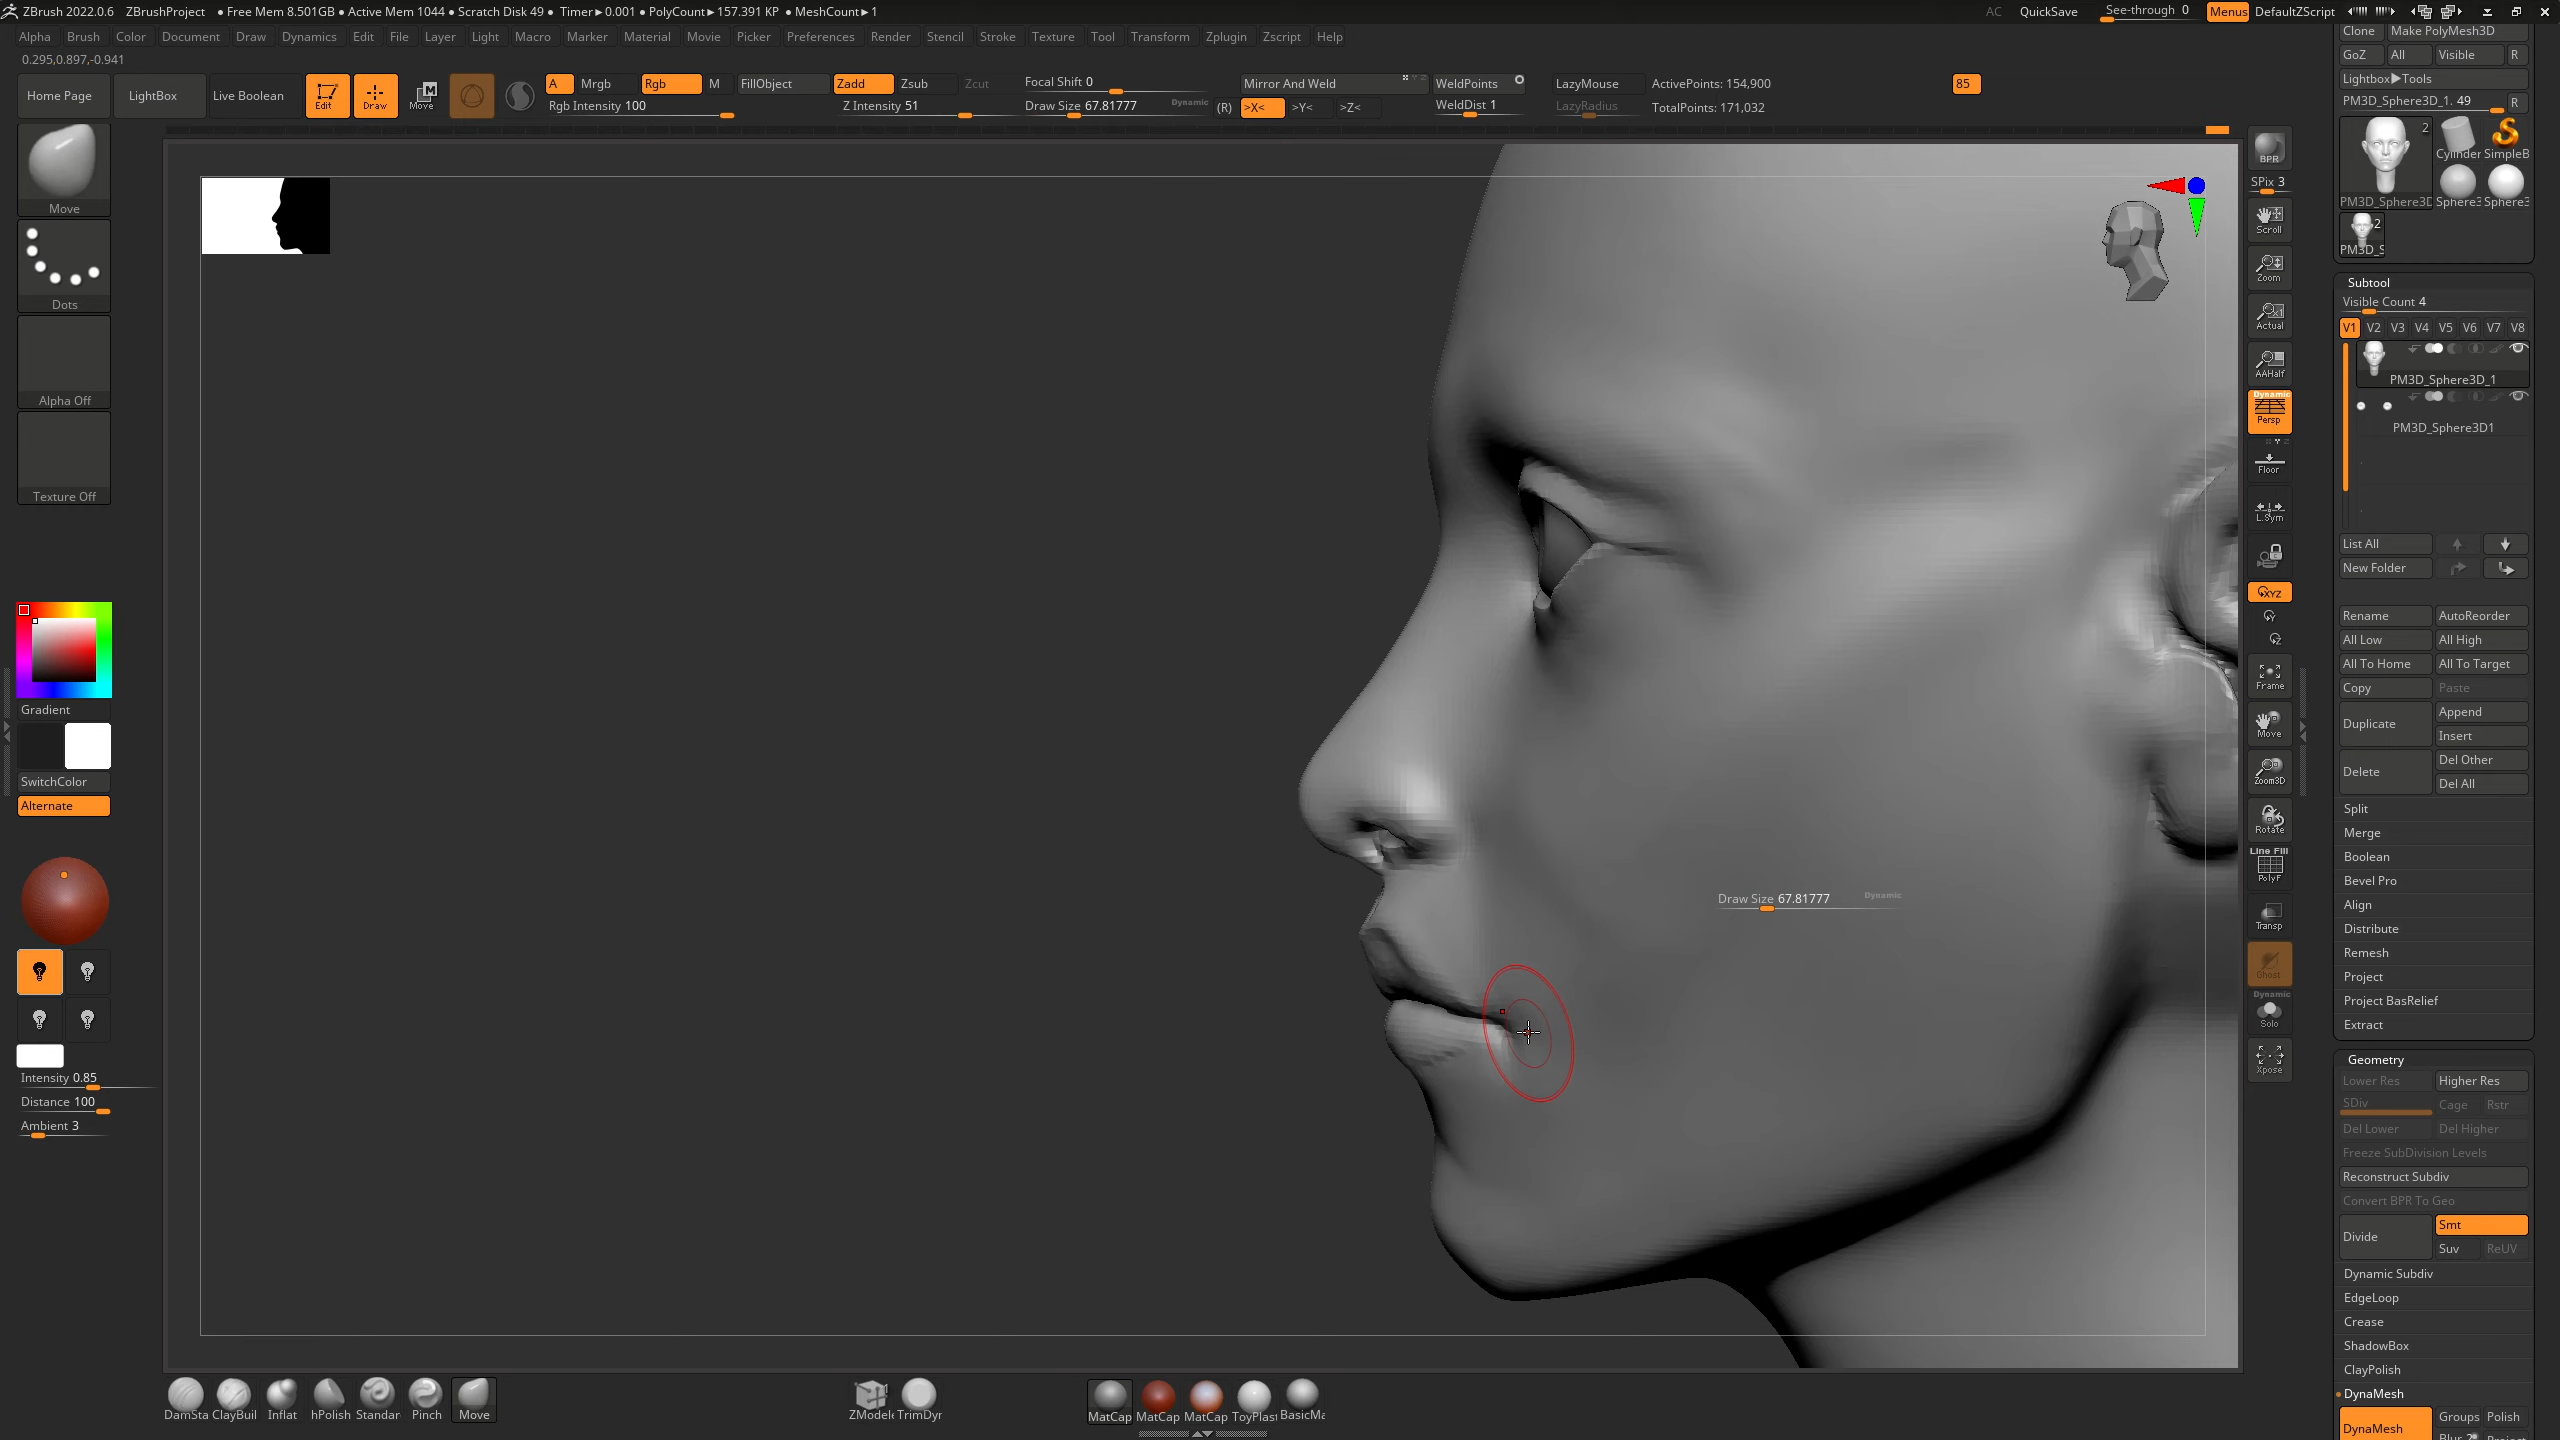 ZBrush 2022.0.6 ZBrushProject ● Free Mem 8.501GB ● Active Mem 1044 ● Scratch Disk 49 ● Timer►0.001 ● PolyCount►157.391 KP ● MeshCount►1 AC QuickSave See-through 0 Menus DefaultZScript
Alpha Brush Color Document Draw Dynamics Edit File Layer Light Macro Marker Material Movie Picker Preferences Render Stencil Stroke Texture Tool Transform Zplugin Zscript Help
0.295,0.897,-0.941
Home Page LightBox Live Boolean Edit Draw Move
A Mrgb Rgb M FillObject Zadd Zsub Zcut Focal Shift 0 Mirror And Weld WeldPoints LazyMouse ActivePoints: 154,900 85
Rgb Intensity 100 Z Intensity 51 Draw Size 67.81777 Dynamic (R) >X< >Y< >Z< WeldDist 1 LazyRadius TotalPoints: 171,032
Move
Dots
Alpha Off
Texture Off
Gradient
SwitchColor
Alternate
Intensity 0.85
Distance 100
Ambient 3
Draw Size 67.81777 Dynamic
BPR
SPix 3
Scroll
Zoom
Actual
AAHalf
Dynamic
Persp
Floor
L.Sym
XYZ
Y
Z
Frame
Move
Zoom3D
Rotate
Line Fill
PolyF
Transp
Ghost
Dynamic
Solo
Xpose
Clone Make PolyMesh3D
GoZ All Visible R
Lightbox►Tools
PM3D_Sphere3D_1. 49 R
2
Cylinder SimpleB
PM3D_Sphere3D Sphere3 Sphere3
2
PM3D_S
Subtool
Visible Count 4
V1 V2 V3 V4 V5 V6 V7 V8
PM3D_Sphere3D_1
PM3D_Sphere3D1
List All
New Folder
Rename AutoReorder
All Low All High
All To Home All To Target
Copy Paste
Duplicate Append
Insert
Delete Del Other
Del All
Split
Merge
Boolean
Bevel Pro
Align
Distribute
Remesh
Project
Project BasRelief
Extract
Geometry
Lower Res Higher Res
SDiv Cage Rstr
Del Lower Del Higher
Freeze SubDivision Levels
Reconstruct Subdiv
Convert BPR To Geo
Divide Smt
Suv ReUV
Dynamic Subdiv
EdgeLoop
Crease
ShadowBox
ClayPolish
DynaMesh
DynaMesh Groups Polish
Blur 2
DamSta ClayBuil Inflat hPolish Standar Pinch Move ZModele TrimDyr MatCap MatCap MatCap ToyPlast BasicMa